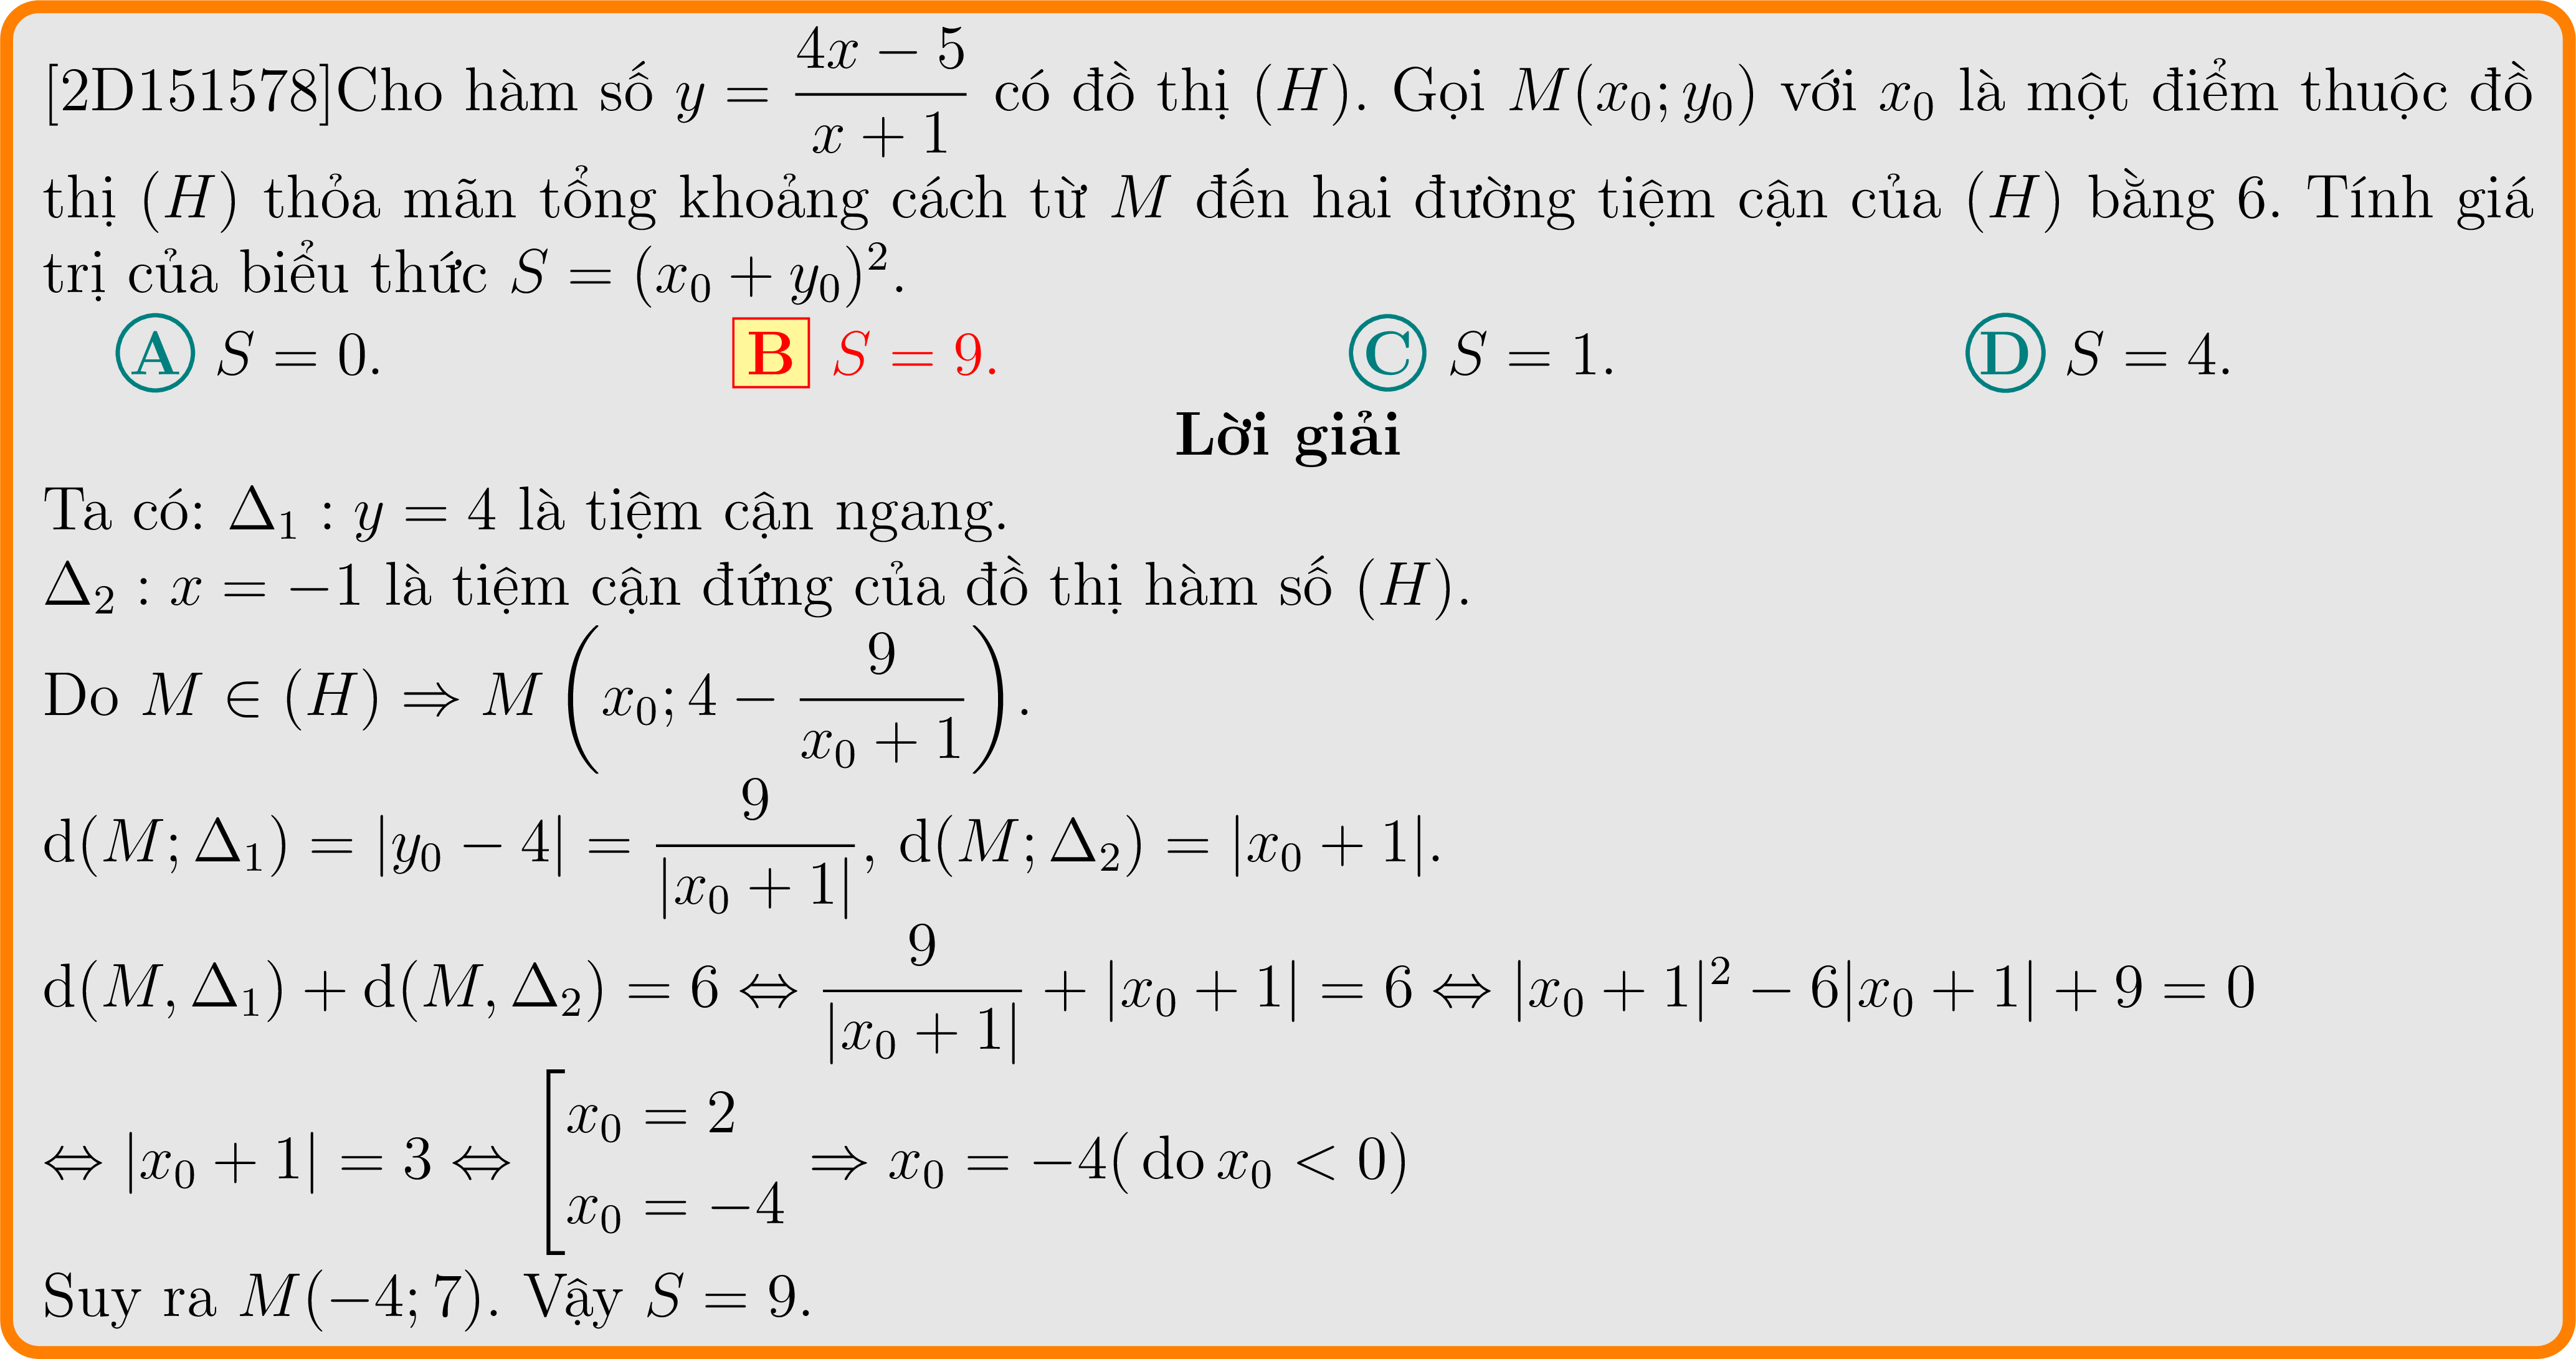 [2D151578]Cho hàm số $y = \dfrac{4x-5}{x+1}$ có đồ thị $(H)$. Gọi $M(x_0; y_0)$ với $x_0$ là một điểm thuộc đồ
thị $(H)$ thỏa mãn tổng khoảng cách từ $M$ đến hai đường tiệm cận của $(H)$ bằng 6. Tính giá
trị của biểu thức $S = (x_0 + y_0)^2$.
A $S = 0$. B $S = 9$. C $S = 1$. D $S = 4$.
Lời giải
Ta có: $\Delta_1 : y = 4$ là tiệm cận ngang.
$\Delta_2 : x = -1$ là tiệm cận đứng của đồ thị hàm số $(H)$.
Do $M \in (H) \Rightarrow M\left(x_0; 4 - \dfrac{9}{x_0+1}\right)$.
$\mathrm{d}(M; \Delta_1) = |y_0 - 4| = \dfrac{9}{|x_0+1|}$, $\mathrm{d}(M; \Delta_2) = |x_0 + 1|$.
$\mathrm{d}(M, \Delta_1) + \mathrm{d}(M, \Delta_2) = 6 \Leftrightarrow \dfrac{9}{|x_0+1|} + |x_0 + 1| = 6 \Leftrightarrow |x_0 + 1|^2 - 6|x_0 + 1| + 9 = 0$
$\Leftrightarrow |x_0 + 1| = 3 \Leftrightarrow \left[\begin{array}{l} x_0 = 2 \\ x_0 = -4 \end{array}\right. \Rightarrow x_0 = -4(\text{ do } x_0 < 0)$
Suy ra $M(-4; 7)$. Vậy $S = 9$.